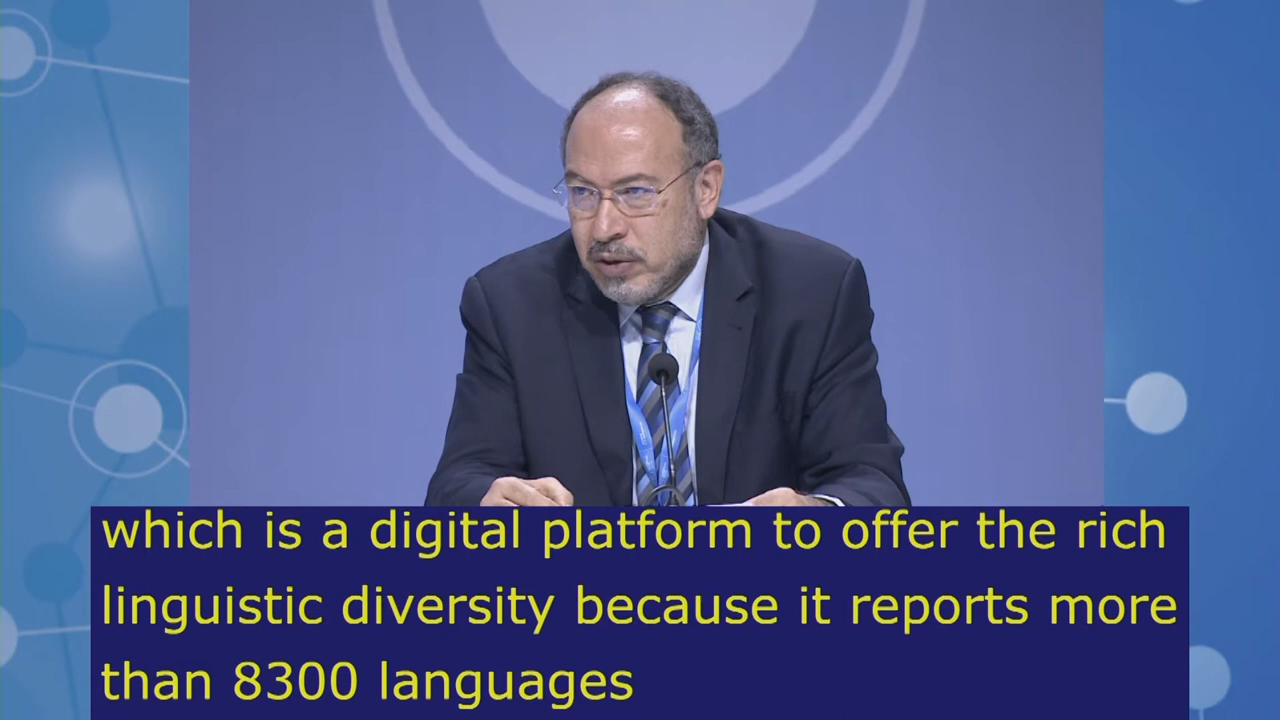 which is a digital platform to offer the rich
linguistic diversity because it reports more
than 8300 languages